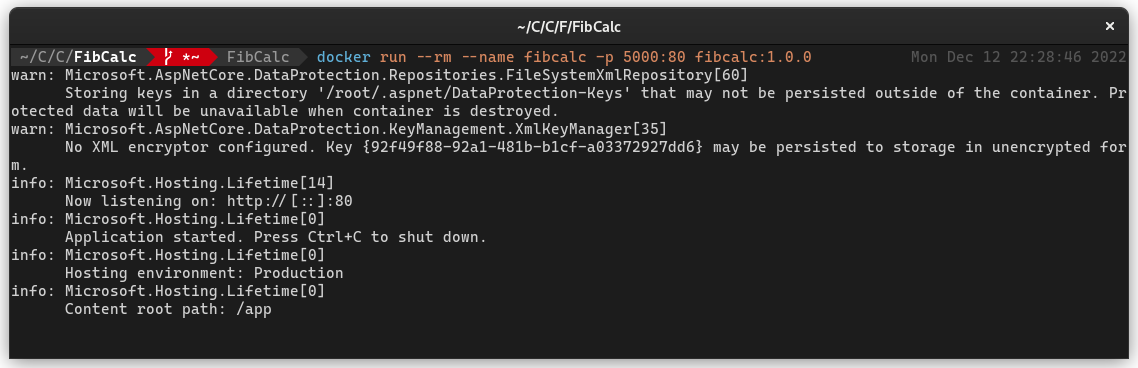 ~/C/C/F/FibCalc
~/C/C/FibCalc *~ FibCalc docker run --rm --name fibcalc -p 5000:80 fibcalc:1.0.0 Mon Dec 12 22:28:46 2022
warn: Microsoft.AspNetCore.DataProtection.Repositories.FileSystemXmlRepository[60]
      Storing keys in a directory '/root/.aspnet/DataProtection-Keys' that may not be persisted outside of the container. Pr
otected data will be unavailable when container is destroyed.
warn: Microsoft.AspNetCore.DataProtection.KeyManagement.XmlKeyManager[35]
      No XML encryptor configured. Key {92f49f88-92a1-481b-b1cf-a03372927dd6} may be persisted to storage in unencrypted for
m.
info: Microsoft.Hosting.Lifetime[14]
      Now listening on: http://[::]:80
info: Microsoft.Hosting.Lifetime[0]
      Application started. Press Ctrl+C to shut down.
info: Microsoft.Hosting.Lifetime[0]
      Hosting environment: Production
info: Microsoft.Hosting.Lifetime[0]
      Content root path: /app